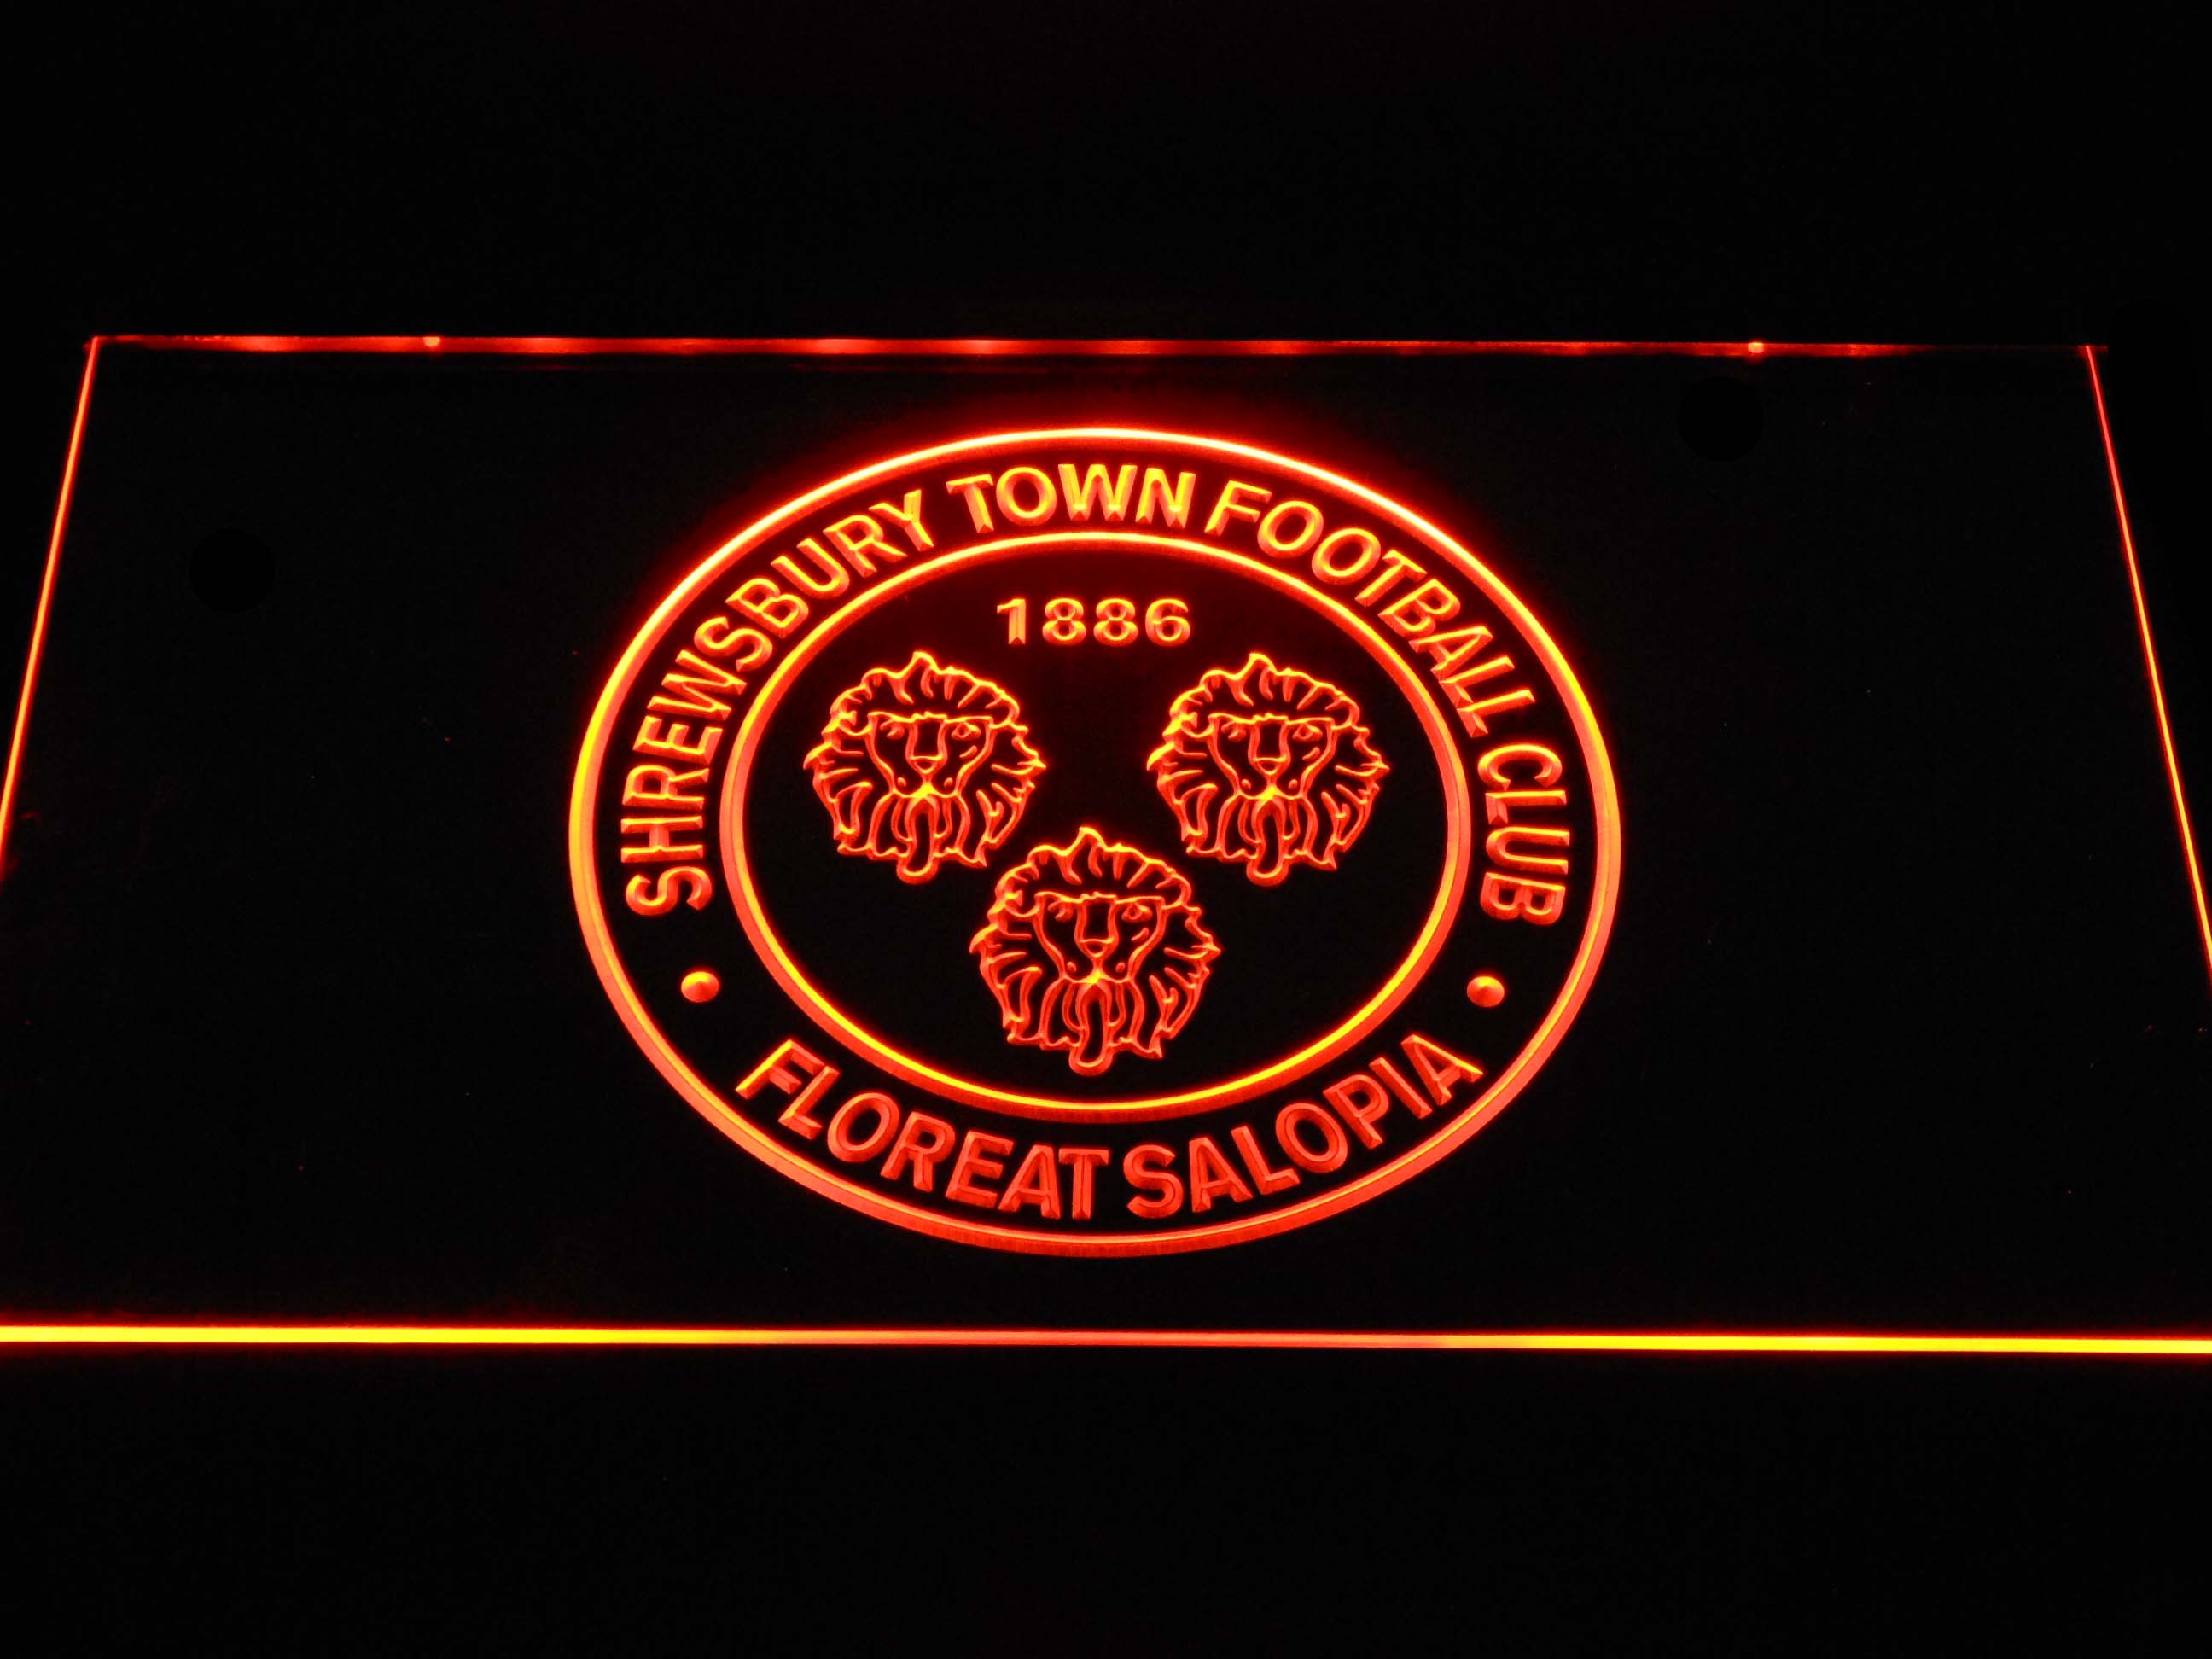 SHREWSBURY TOWN FOOTBALL CLUB
1886
FLOREAT SALOPIA